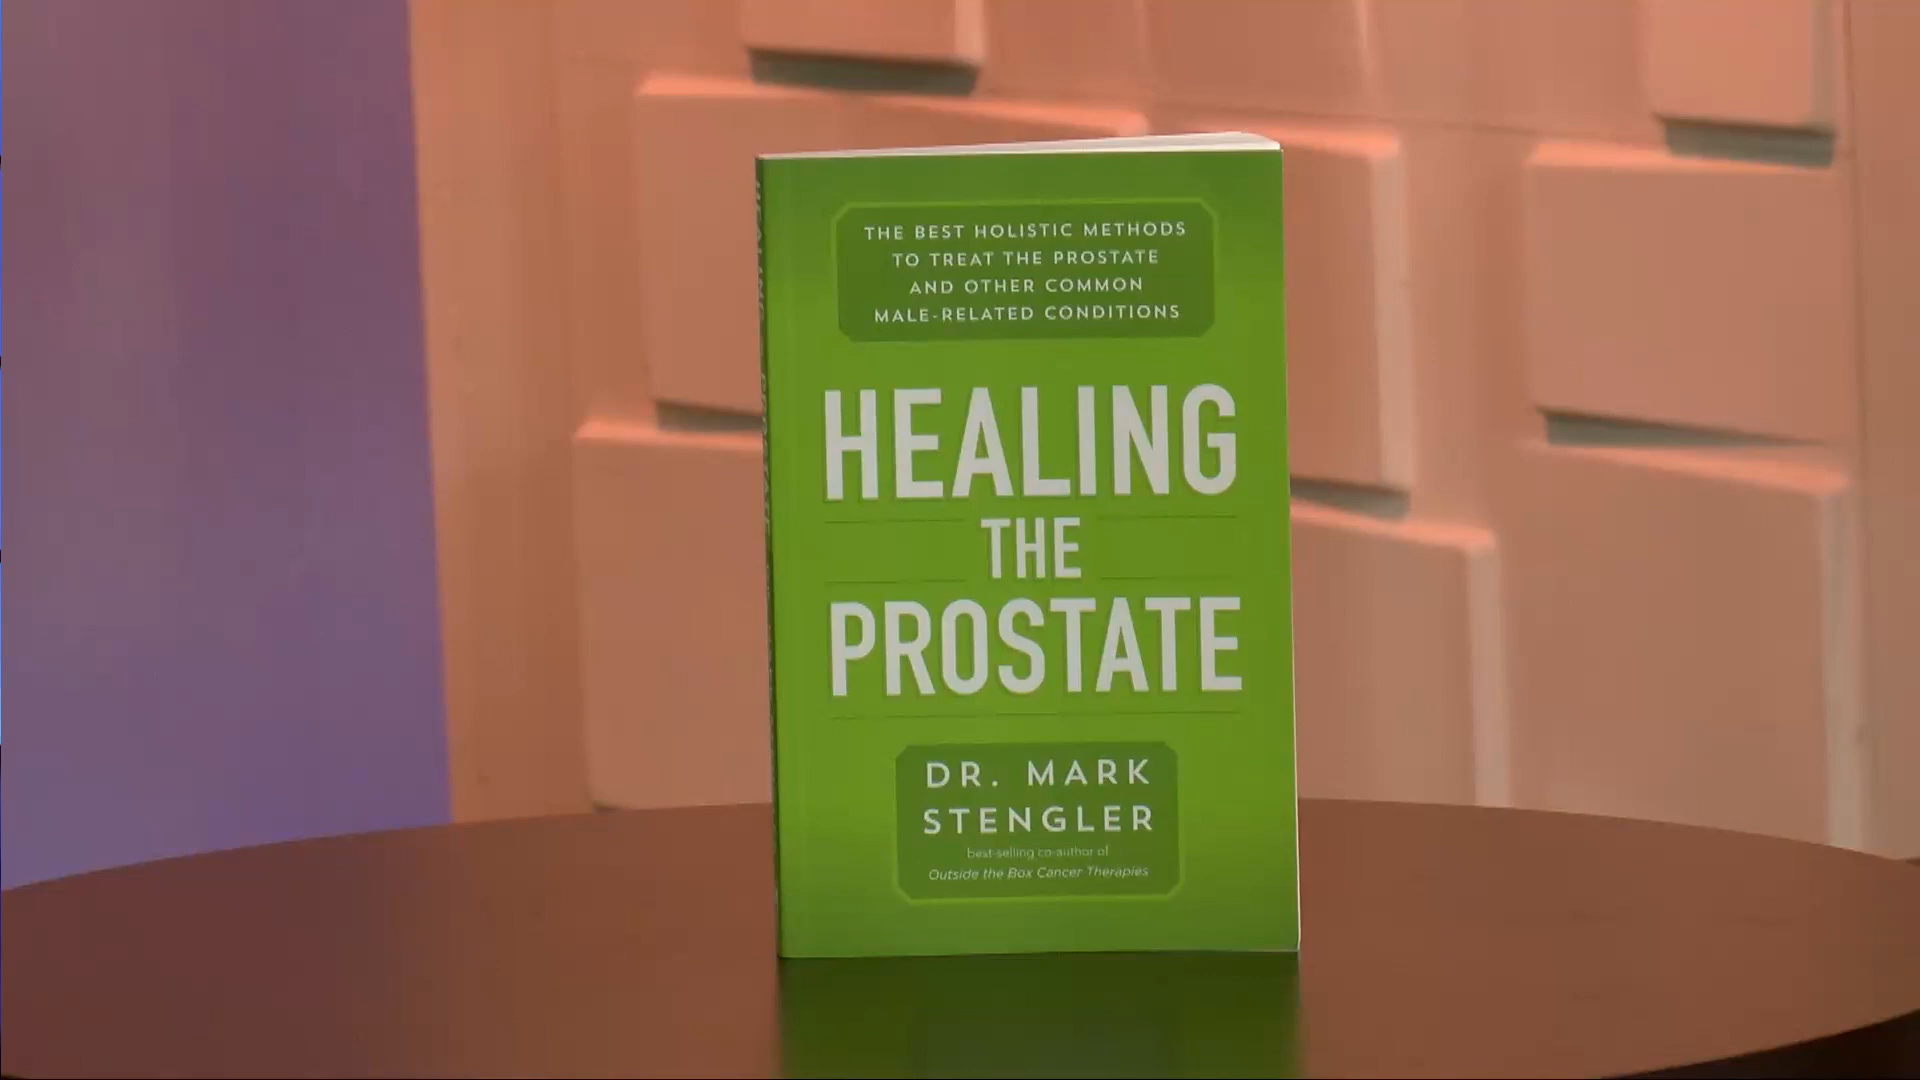 THE BEST HOLISTIC METHODS
TO TREAT THE PROSTATE
AND OTHER COMMON
MALE-RELATED CONDITIONS
HEALING
THE
PROSTATE
DR. MARK
STENGLER
best-selling co-author of
Outside the Box Cancer Therapies